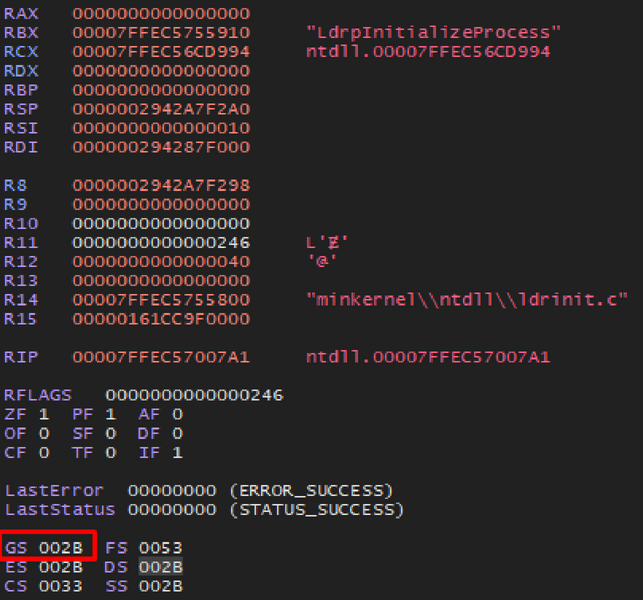 RAX 0000000000000000
RBX 00007FFEC5755910 "LdrpInitializeProcess"
RCX 00007FFEC56CD994 ntdll.00007FFEC56CD994
RDX 0000000000000000
RBP 0000000000000000
RSP 0000002942A7F2A0
RSI 0000000000000010
RDI 000000294287F000
R8 0000002942A7F298
R9 0000000000000000
R10 0000000000000000
R11 0000000000000246 L'Ɇ'
R12 0000000000000040 '@'
R13 0000000000000000
R14 00007FFEC5755800 "minkernel\\ntdll\\ldrinit.c"
R15 00000161CC9F0000
RIP 00007FFEC57007A1 ntdll.00007FFEC57007A1
RFLAGS 0000000000000246
ZF 1 PF 1 AF 0
OF 0 SF 0 DF 0
CF 0 TF 0 IF 1
LastError 00000000 (ERROR_SUCCESS)
LastStatus 00000000 (STATUS_SUCCESS)
GS 002B FS 0053
ES 002B DS 002B
CS 0033 SS 002B